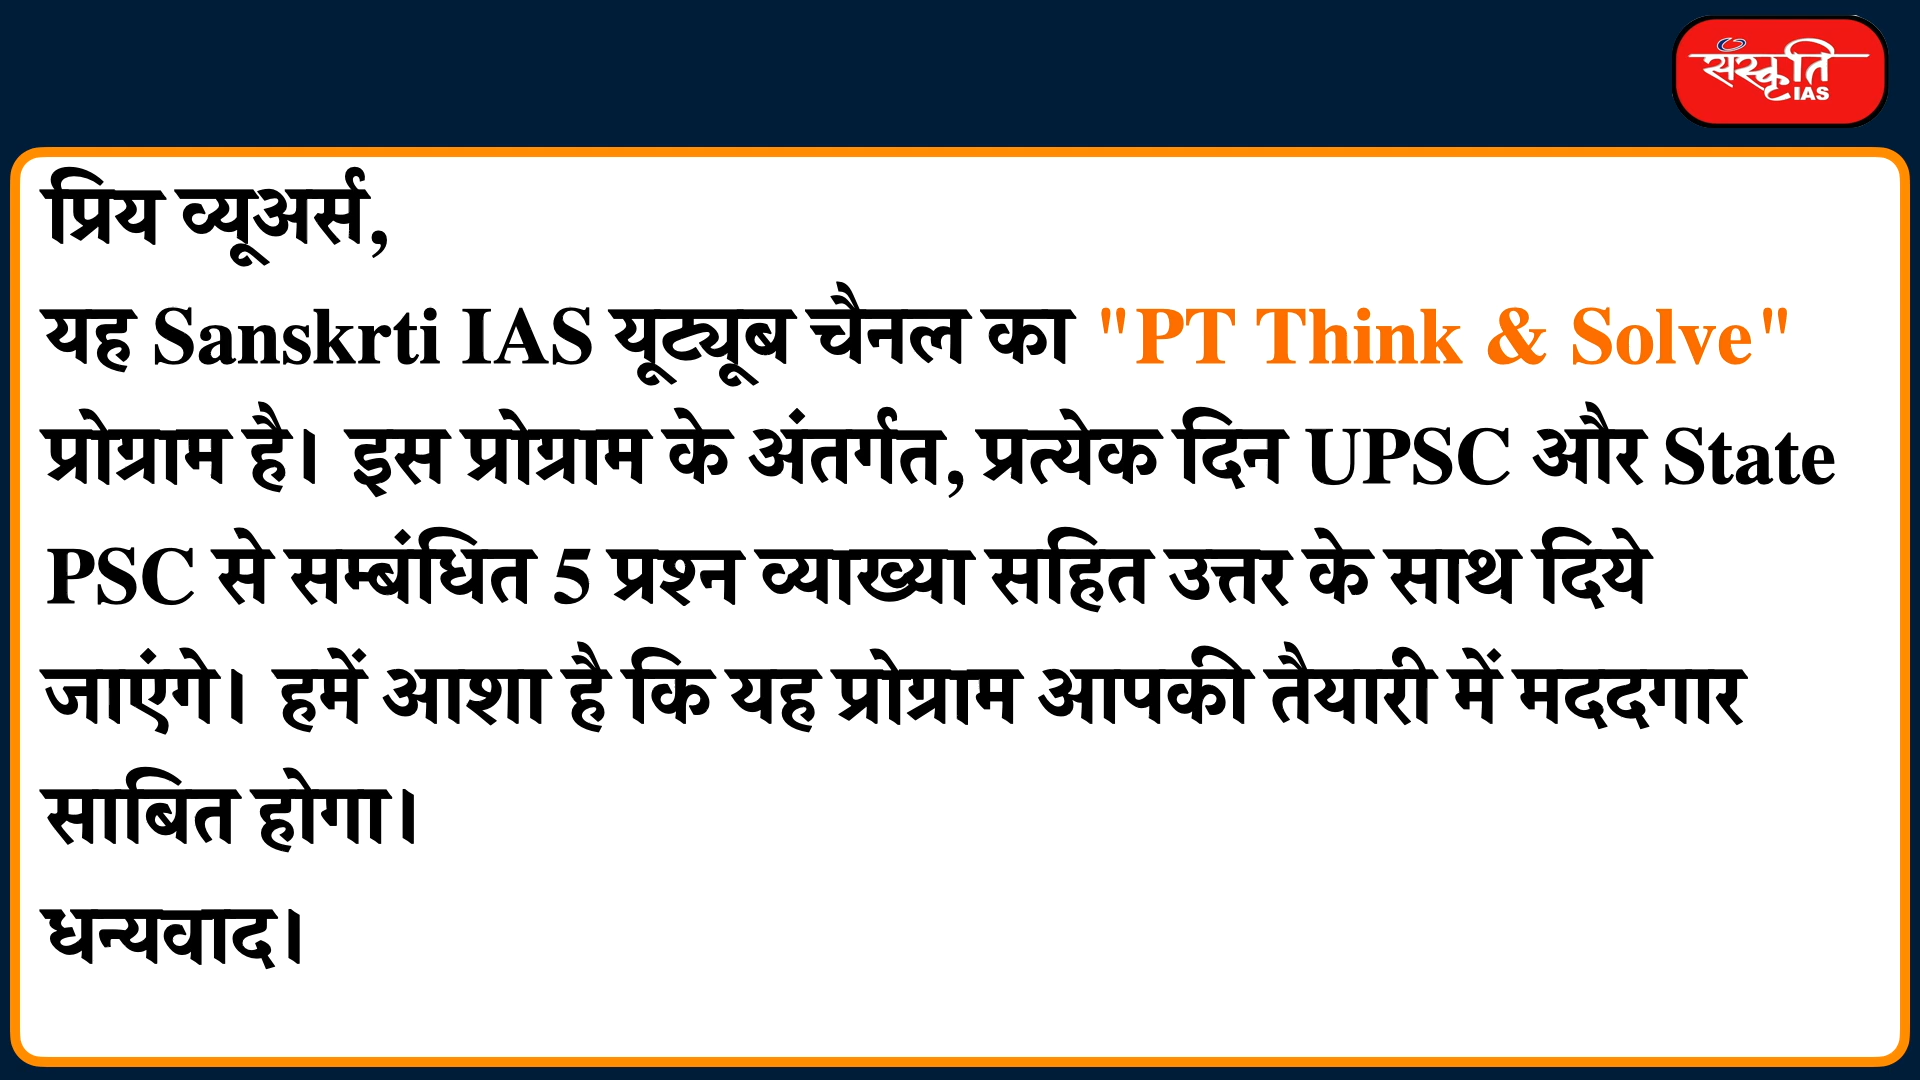 संस्कृति
IAS
प्रिय व्यूअर्स,
यह Sanskrti IAS यूट्यूब चैनल का "PT Think & Solve"
प्रोग्राम है। इस प्रोग्राम के अंतर्गत, प्रत्येक दिन UPSC और State
PSC से सम्बंधित 5 प्रश्न व्याख्या सहित उत्तर के साथ दिये
जाएंगे। हमें आशा है कि यह प्रोग्राम आपकी तैयारी में मददगार
साबित होगा।
धन्यवाद।